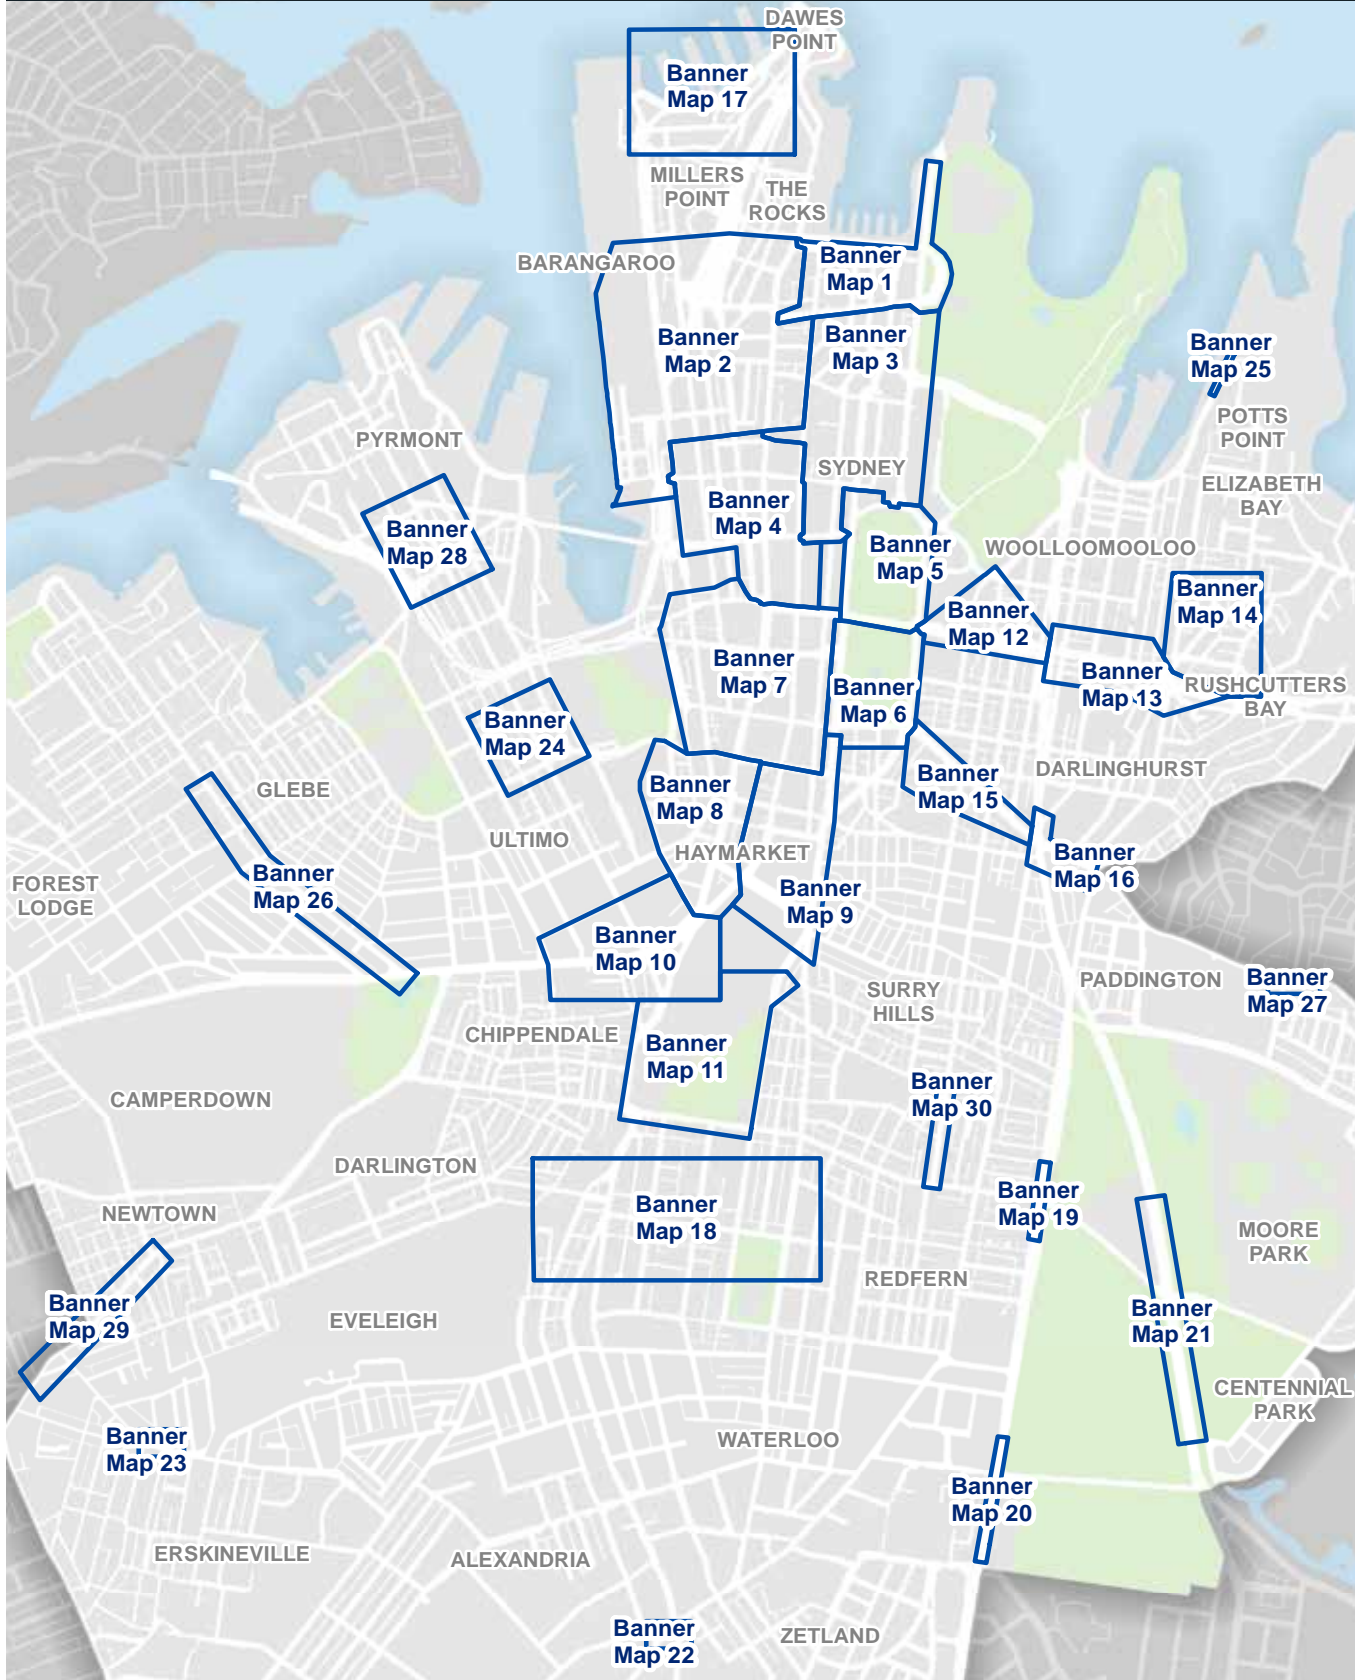 DAWES
POINT
Banner
Map 17
MILLERS
POINT
THE
ROCKS
BARANGAROO
Banner
Map 1
Banner
Map 2
Banner
Map 3
Banner
Map 25
POTTS
POINT
PYRMONT
SYDNEY
ELIZABETH
BAY
Banner
Map 4
Banner
Map 28
Banner
Map 5
WOOLLOOMOOLOO
Banner
Map 14
Banner
Map 12
Banner
Map 7
Banner
Map 13
RUSHCUTTERS
BAY
Banner
Map 6
Banner
Map 24
DARLINGHURST
GLEBE
Banner
Map 8
Banner
Map 15
ULTIMO
HAYMARKET
Banner
Map 16
FOREST
LODGE
Banner
Map 26
Banner
Map 9
Banner
Map 10
SURRY
HILLS
PADDINGTON
Banner
Map 27
CHIPPENDALE
Banner
Map 11
CAMPERDOWN
Banner
Map 30
DARLINGTON
NEWTOWN
Banner
Map 18
Banner
Map 19
MOORE
PARK
REDFERN
Banner
Map 29
EVELEIGH
Banner
Map 21
CENTENNIAL
PARK
Banner
Map 23
WATERLOO
Banner
Map 20
ERSKINEVILLE
ALEXANDRIA
Banner
Map 22
ZETLAND